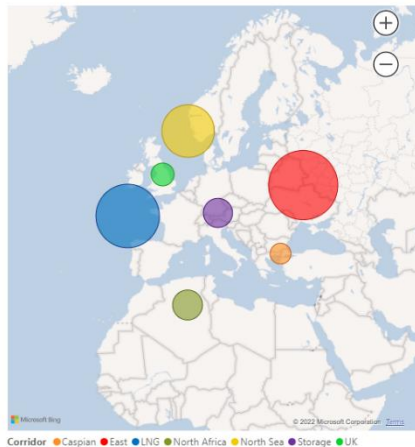 +
−
Microsoft Bing
© 2022 Microsoft Corporation Terms
Corridor Caspian East LNG North Africa North Sea Storage UK